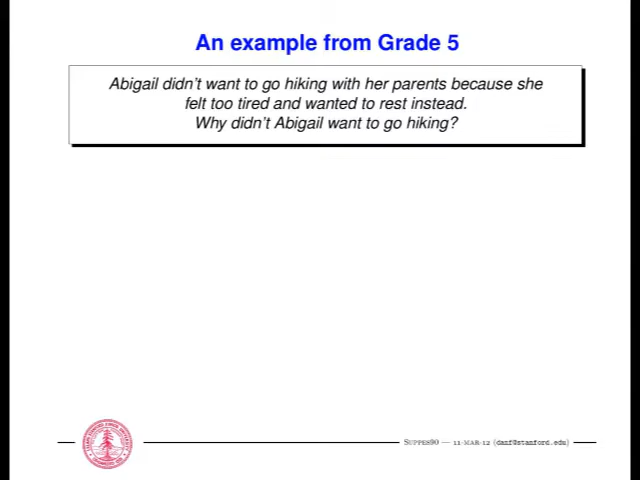 An example from Grade 5
Abigail didn't want to go hiking with her parents because she
felt too tired and wanted to rest instead.
Why didn't Abigail want to go hiking?
SUPPES90 — 11-MAR-12 (danf@stanford.edu)